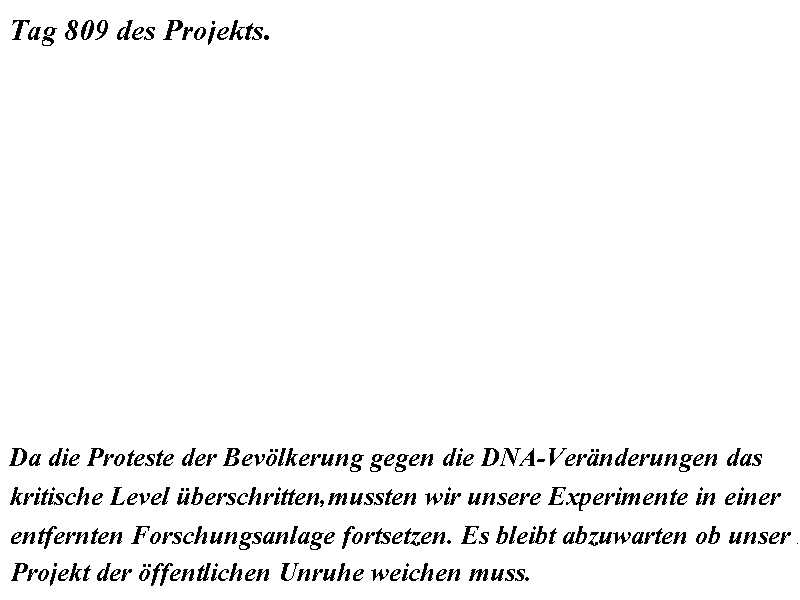 Tag 809 des Projekts.
Da die Proteste der Bevölkerung gegen die DNA-Veränderungen das
kritische Level überschritten,mussten wir unsere Experimente in einer
entfernten Forschungsanlage fortsetzen. Es bleibt abzuwarten ob unser
Projekt der öffentlichen Unruhe weichen muss.